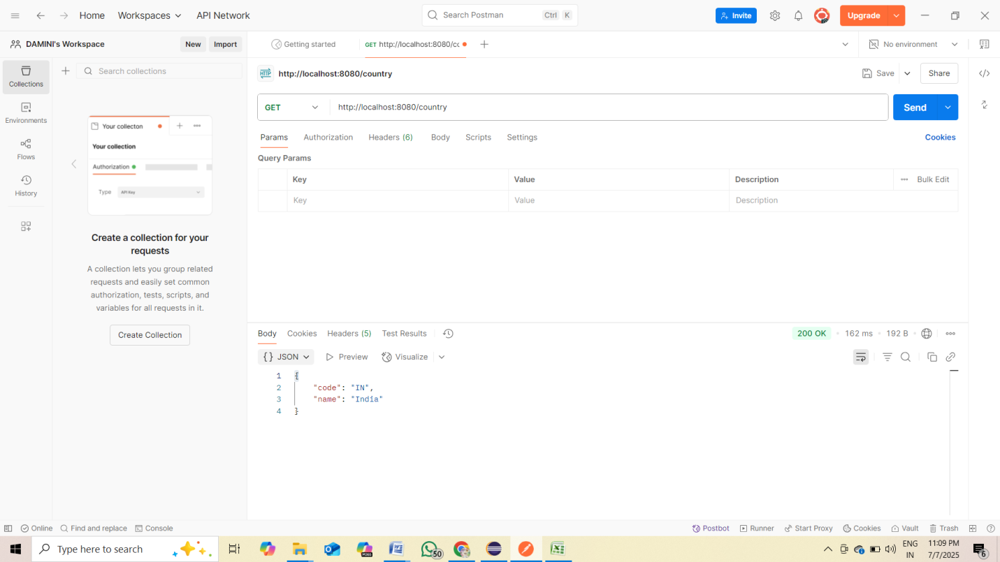 Home Workspaces API Network Search Postman Ctrl K Invite Upgrade
DAMINI's Workspace New Import Getting started GET http://localhost:8080/cc No environment
Collections
Environments
Flows
History
Search collections
Your collecton
Your collection
Authorization
Type API Key
Create a collection for your
requests
A collection lets you group related
requests and easily set common
authorization, tests, scripts, and
variables for all requests in it.
Create Collection
HTTP http://localhost:8080/country Save Share
GET http://localhost:8080/country Send
Params Authorization Headers (6) Body Scripts Settings Cookies
Query Params
Key Value Description Bulk Edit
Key Value Description
Body Cookies Headers (5) Test Results 200 OK • 162 ms • 192 B
{} JSON Preview Visualize
1 {
2 "code": "IN",
3 "name": "India"
4 }
Online Find and replace Console Postbot Runner Start Proxy Cookies Vault Trash
Type here to search M365 50 ENG IN 11:09 PM 7/7/2025 6